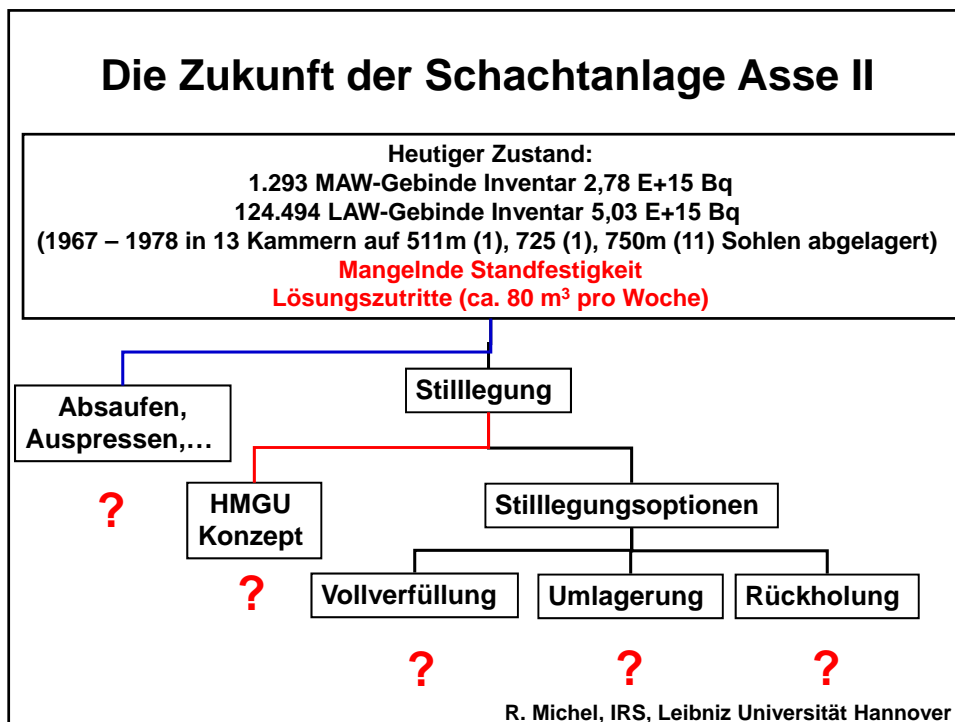 Die Zukunft der Schachtanlage Asse II
Heutiger Zustand:
1.293 MAW-Gebinde Inventar 2,78 E+15 Bq
124.494 LAW-Gebinde Inventar 5,03 E+15 Bq
(1967 – 1978 in 13 Kammern auf 511m (1), 725 (1), 750m (11) Sohlen abgelagert)
Mangelnde Standfestigkeit
Lösungszutritte (ca. 80 m³ pro Woche)
Absaufen,
Auspressen,…
?
Stilllegung
HMGU
Konzept
?
Stilllegungsoptionen
Vollverfüllung
?
Umlagerung
?
Rückholung
?
R. Michel, IRS, Leibniz Universität Hannover